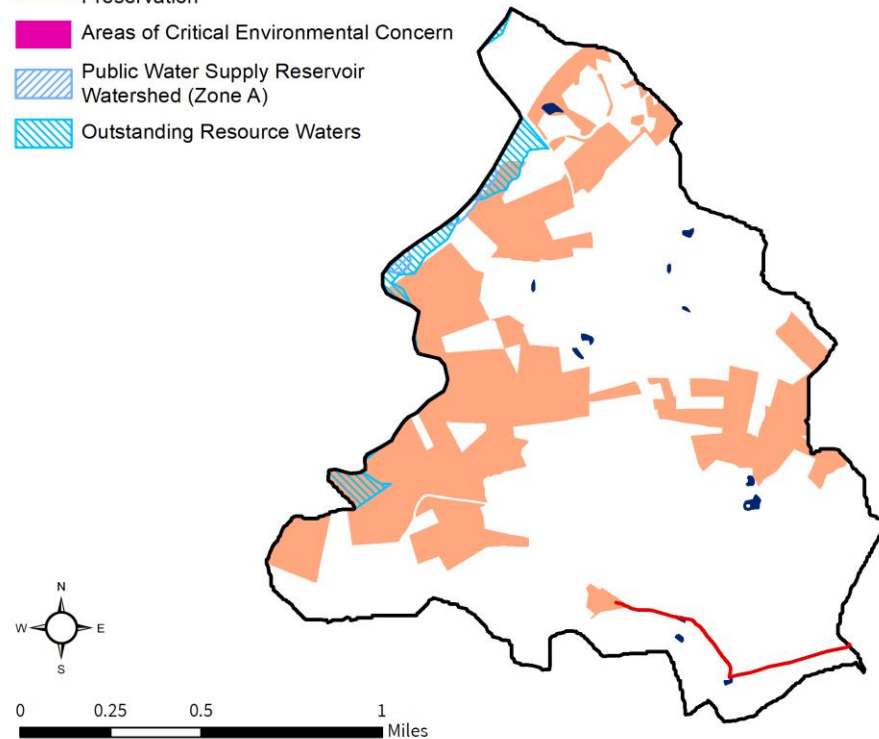 Preservation
Areas of Critical Environmental Concern
Public Water Supply Reservoir
Watershed (Zone A)
Outstanding Resource Waters
N
W E
S
0 0.25 0.5 1
Miles